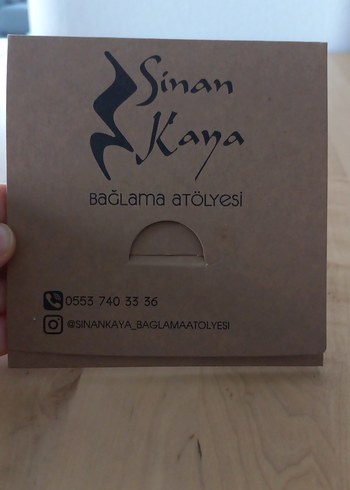 Sinan
Kaya
BAĞLAMA ATÖLYESİ
0553 740 33 36
@SINANKAYA_BAGLAMAATOLYESI